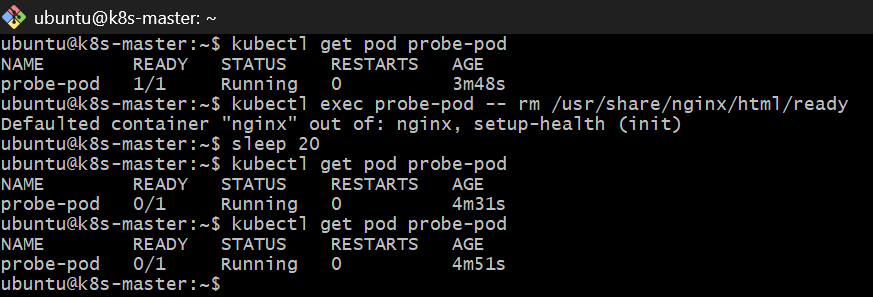 ubuntu@k8s-master: ~
ubuntu@k8s-master:~$ kubectl get pod probe-pod
NAME        READY   STATUS    RESTARTS   AGE
probe-pod   1/1     Running   0          3m48s
ubuntu@k8s-master:~$ kubectl exec probe-pod -- rm /usr/share/nginx/html/ready
Defaulted container "nginx" out of: nginx, setup-health (init)
ubuntu@k8s-master:~$ sleep 20
ubuntu@k8s-master:~$ kubectl get pod probe-pod
NAME        READY   STATUS    RESTARTS   AGE
probe-pod   0/1     Running   0          4m31s
ubuntu@k8s-master:~$ kubectl get pod probe-pod
NAME        READY   STATUS    RESTARTS   AGE
probe-pod   0/1     Running   0          4m51s
ubuntu@k8s-master:~$